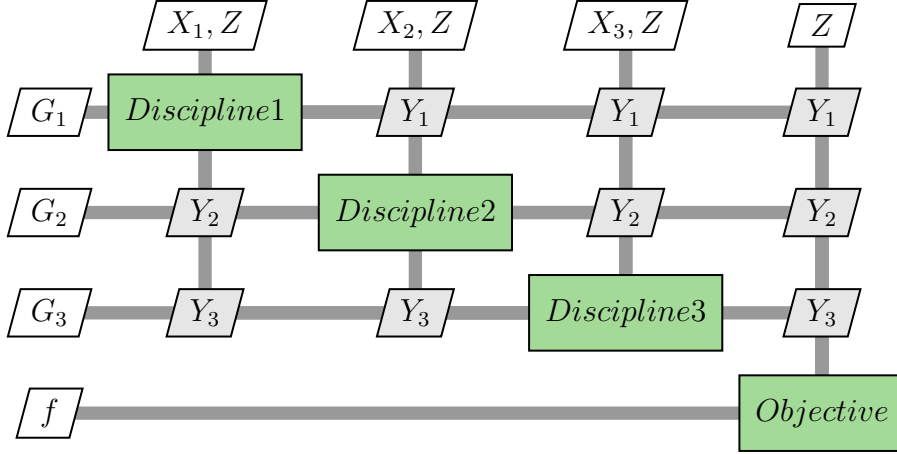 X₁, Z X₂, Z X₃, Z Z
G₁ Discipline1 Y₁ Y₁ Y₁
G₂ Y₂ Discipline2 Y₂ Y₂
G₃ Y₃ Y₃ Discipline3 Y₃
f Objective